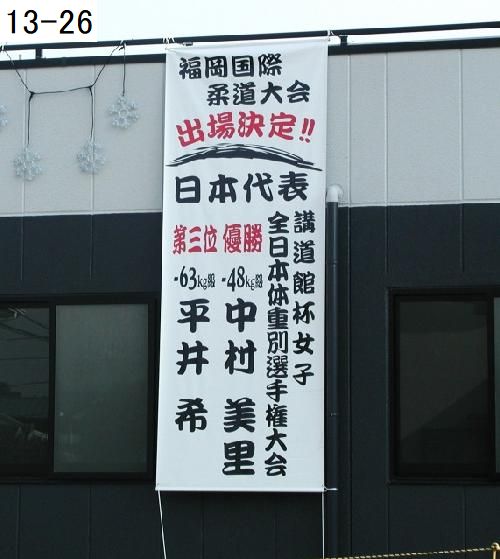 13-26
福岡国際
柔道大会
出場決定!!
日本代表
講道館杯女子
全日本体重別選手権大会
優勝
-48kg級
中村美里
第三位
-63kg級
平井希